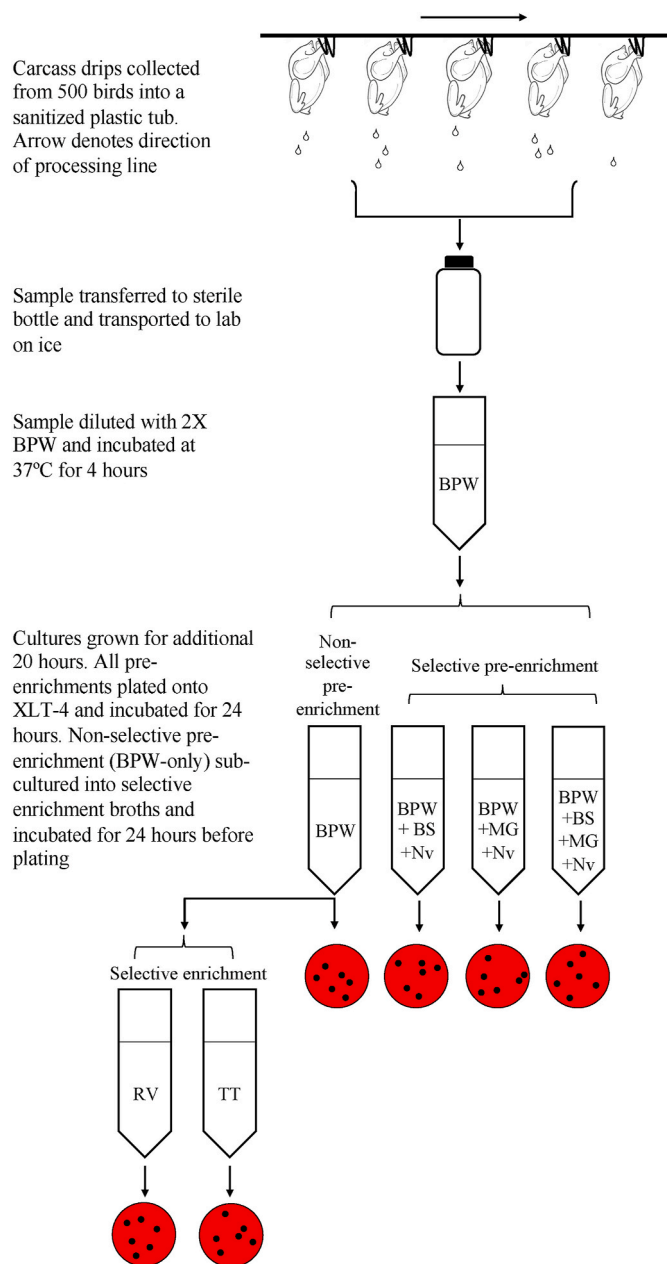 Carcass drips collected
from 500 birds into a
sanitized plastic tub.
Arrow denotes direction
of processing line
Sample transferred to sterile
bottle and transported to lab
on ice
Sample diluted with 2X
BPW and incubated at
37ºC for 4 hours
BPW
Cultures grown for additional
20 hours. All pre-
enrichments plated onto
XLT-4 and incubated for 24
hours. Non-selective pre-
enrichment (BPW-only) sub-
cultured into selective
enrichment broths and
incubated for 24 hours before
plating
Non-
selective
pre-
enrichment
Selective pre-enrichment
BPW
BPW
+ BS
+Nv
BPW
+MG
+Nv
BPW
+BS
+MG
+Nv
Selective enrichment
RV
TT